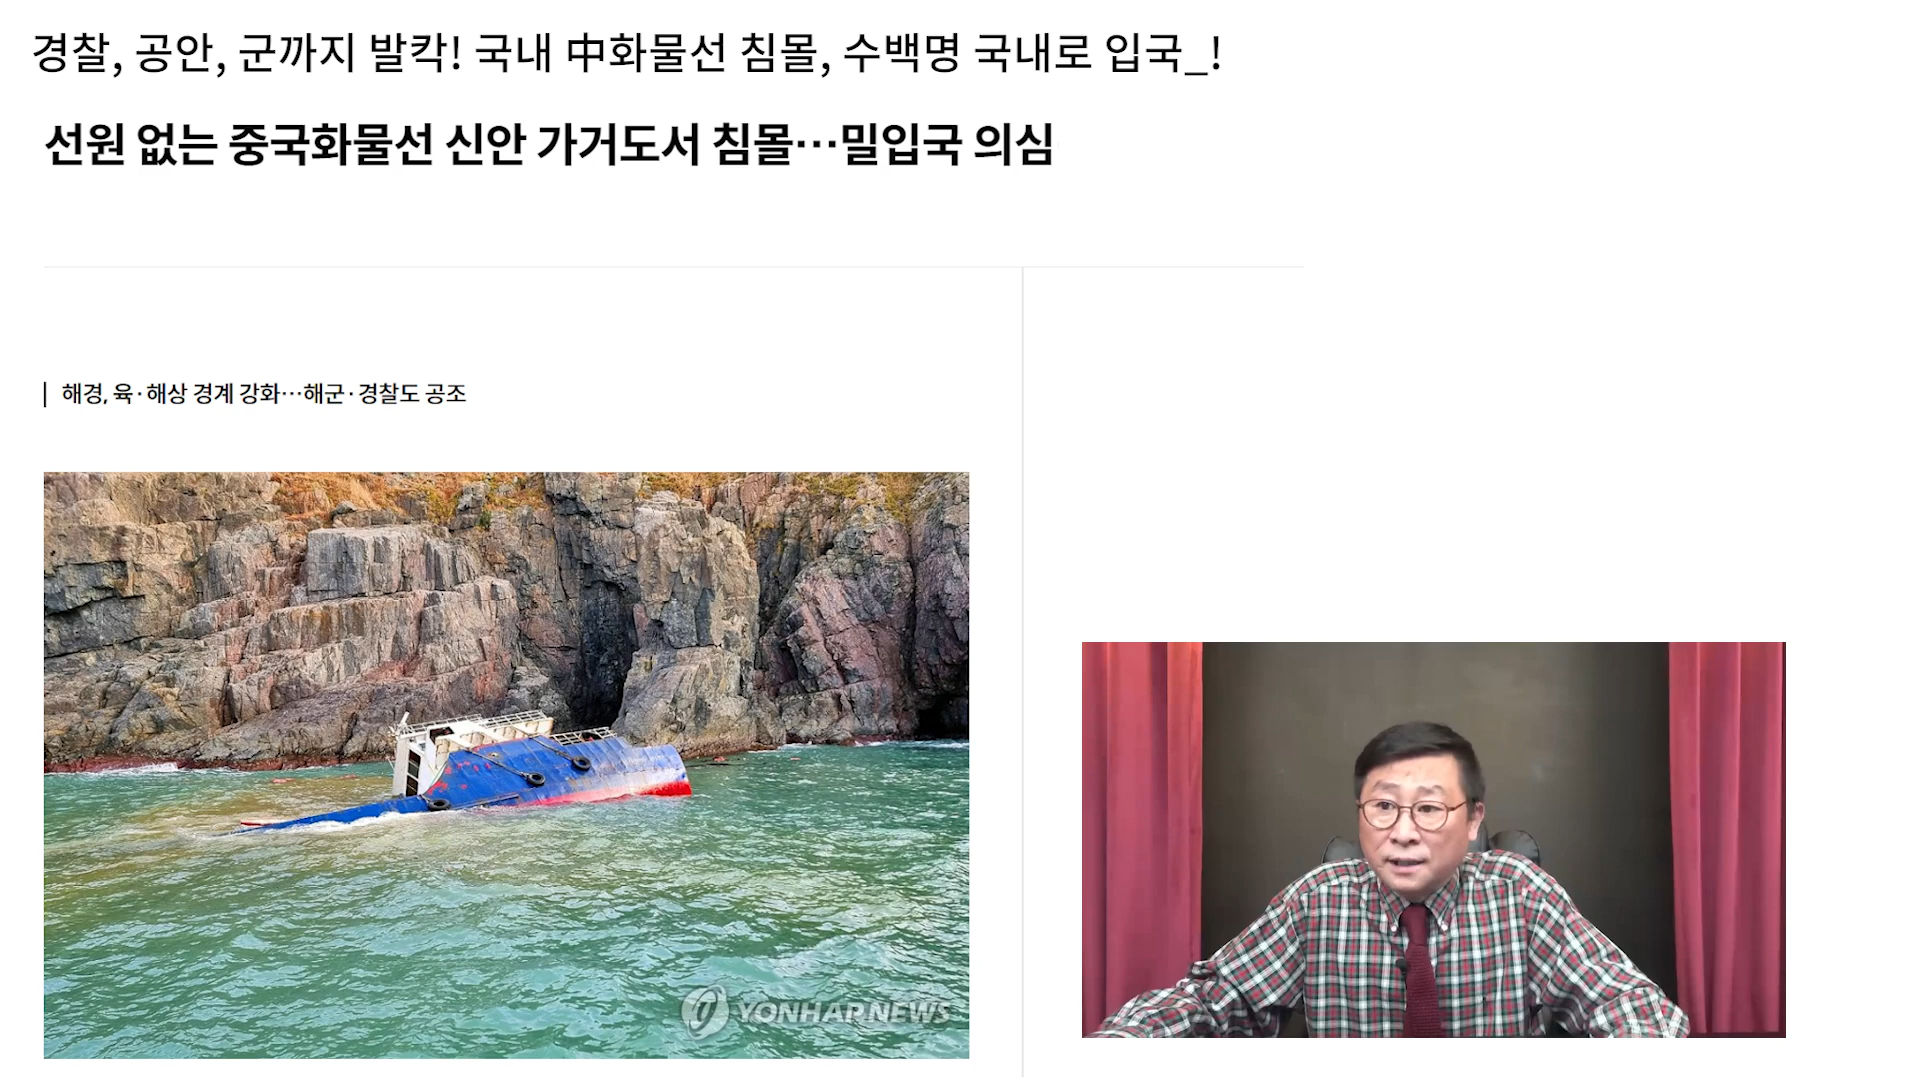 경찰, 공안, 군까지 발칵! 국내 中화물선 침몰, 수백명 국내로 입국_!
선원 없는 중국화물선 신안 가거도서 침몰…밀입국 의심
해경, 육·해상 경계 강화…해군·경찰도 공조
YONHAPNEWS